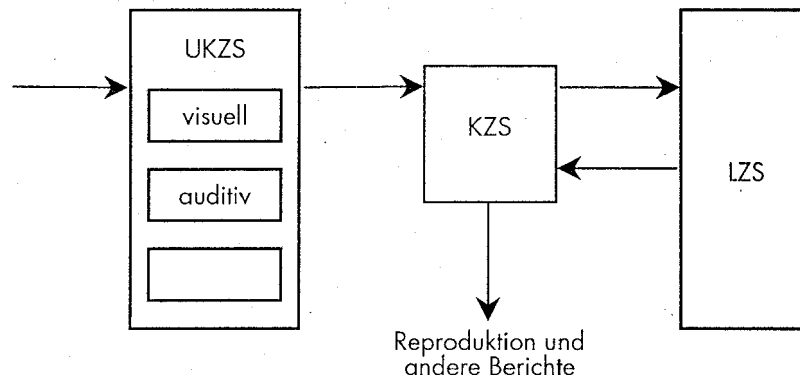 UKZS
visuell
auditiv
KZS
LZS
Reproduktion und
andere Berichte